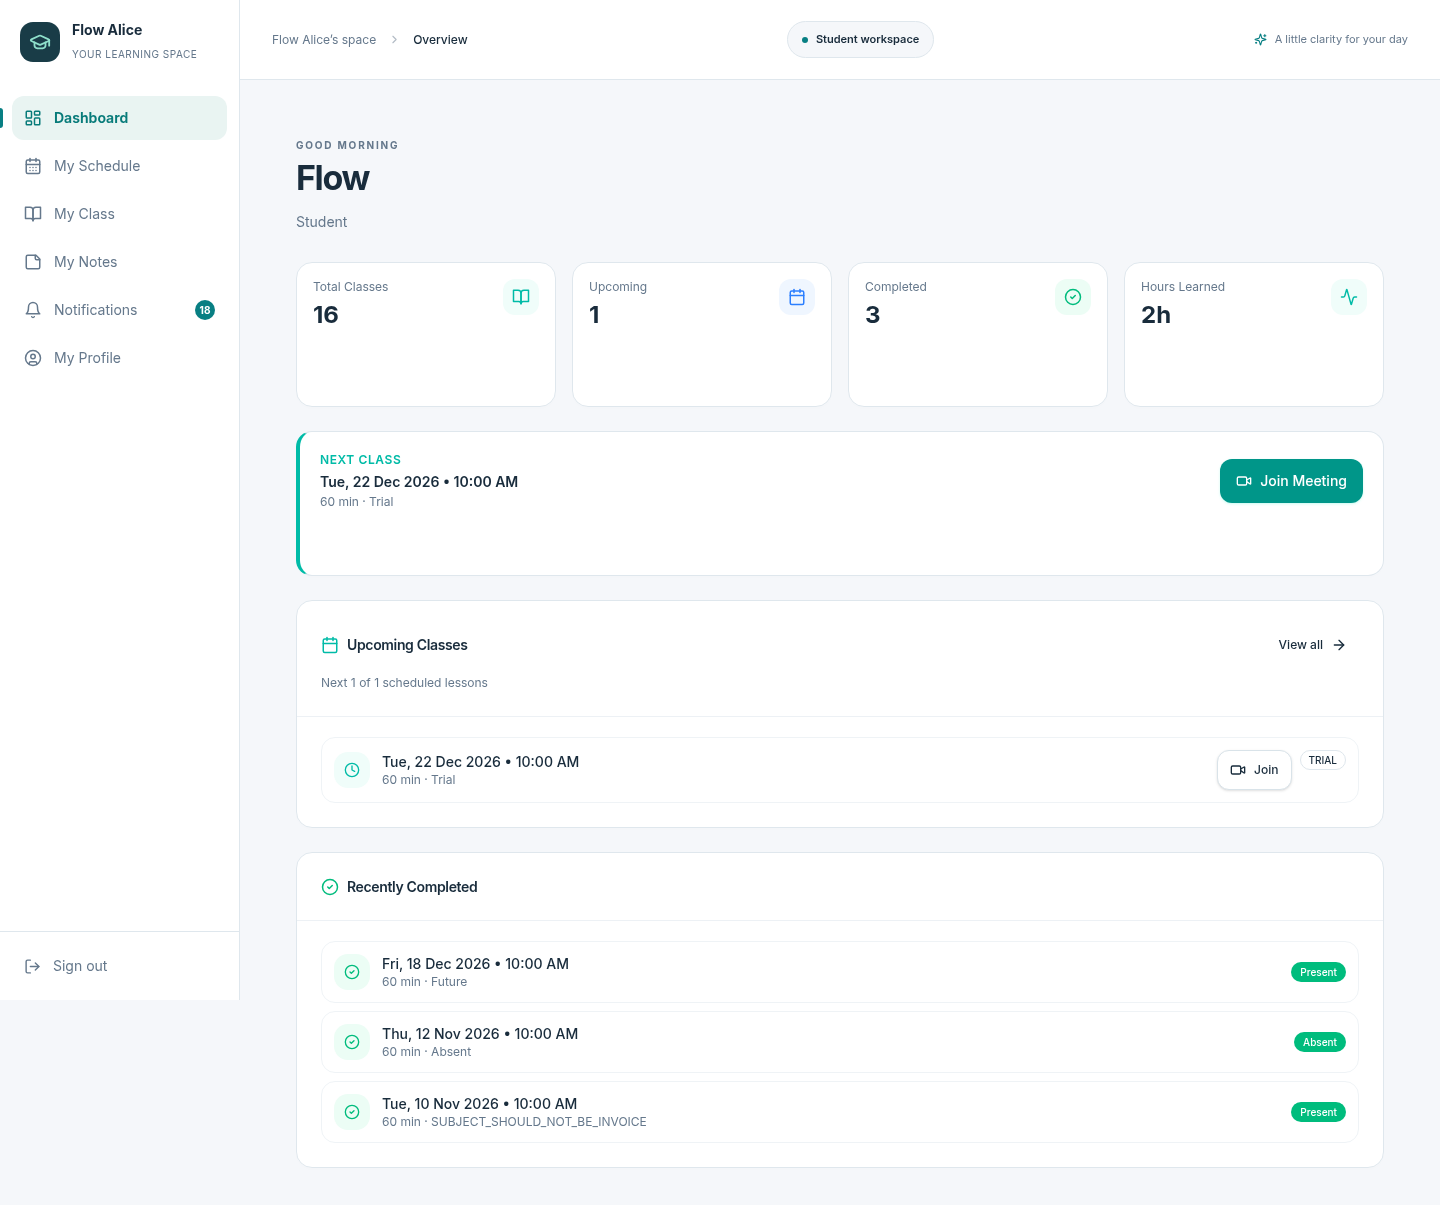 Flow Alice
YOUR LEARNING SPACE
Dashboard
My Schedule
My Class
My Notes
Notifications
18
My Profile
Sign out
Flow Alice's space
Overview
Student workspace
A little clarity for your day
GOOD MORNING
Flow
Student
Total Classes
16
Upcoming
1
Completed
3
Hours Learned
2h
NEXT CLASS
Tue, 22 Dec 2026 • 10:00 AM
60 min · Trial
Join Meeting
Upcoming Classes
View all
Next 1 of 1 scheduled lessons
Tue, 22 Dec 2026 • 10:00 AM
60 min · Trial
Join
TRIAL
Recently Completed
Fri, 18 Dec 2026 • 10:00 AM
60 min · Future
Present
Thu, 12 Nov 2026 • 10:00 AM
60 min · Absent
Absent
Tue, 10 Nov 2026 • 10:00 AM
60 min · SUBJECT_SHOULD_NOT_BE_INVOICE
Present